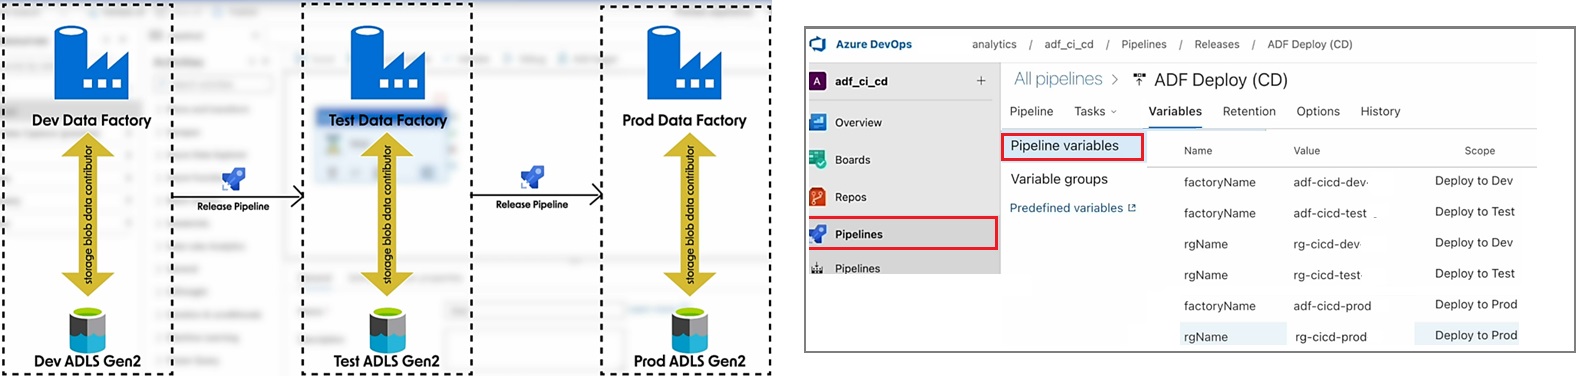 Dev Data Factory
Test Data Factory
Prod Data Factory
storage blob data contributor
storage blob data contributor
storage blob data contributor
Release Pipeline
Release Pipeline
Dev ADLS Gen2
Test ADLS Gen2
Prod ADLS Gen2
Azure DevOps
analytics / adf_ci_cd / Pipelines / Releases / ADF Deploy (CD)
A adf_ci_cd +
Overview
Boards
Repos
Pipelines
Pipelines
All pipelines > ADF Deploy (CD)
Pipeline Tasks Variables Retention Options History
Pipeline variables
Variable groups
Predefined variables
Name Value Scope
factoryName adf-cicd-dev Deploy to Dev
factoryName adf-cicd-test Deploy to Test
rgName rg-cicd-dev Deploy to Dev
rgName rg-cicd-test Deploy to Test
factoryName adf-cicd-prod Deploy to Prod
rgName rg-cicd-prod Deploy to Prod